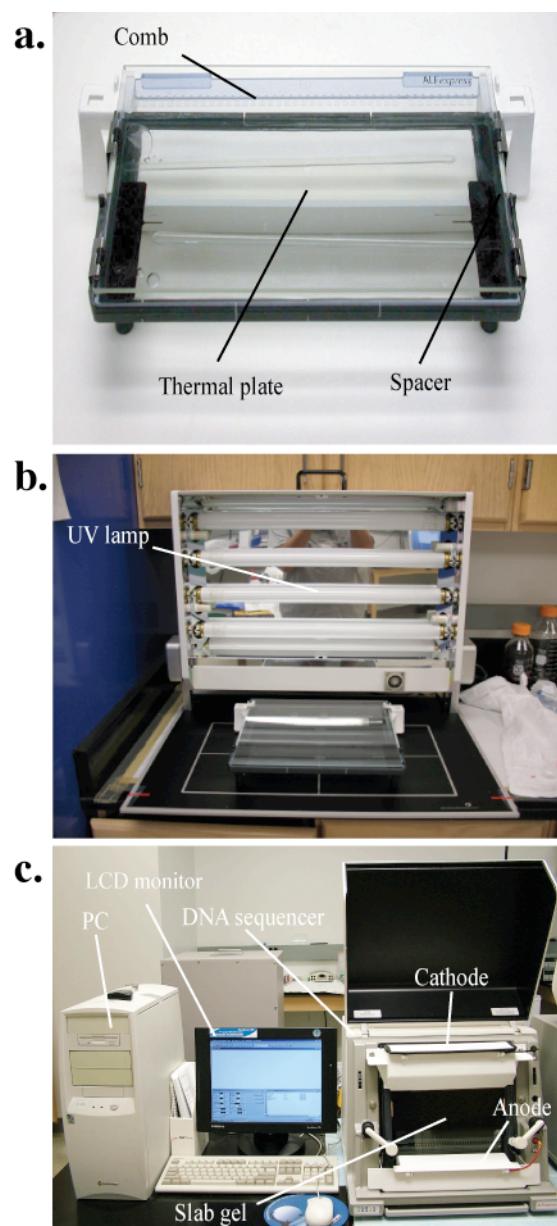 a.
Comb
ALFexpress
Thermal plate
Spacer
b.
UV lamp
c.
LCD monitor
PC
DNA sequencer
Cathode
Anode
Slab gel